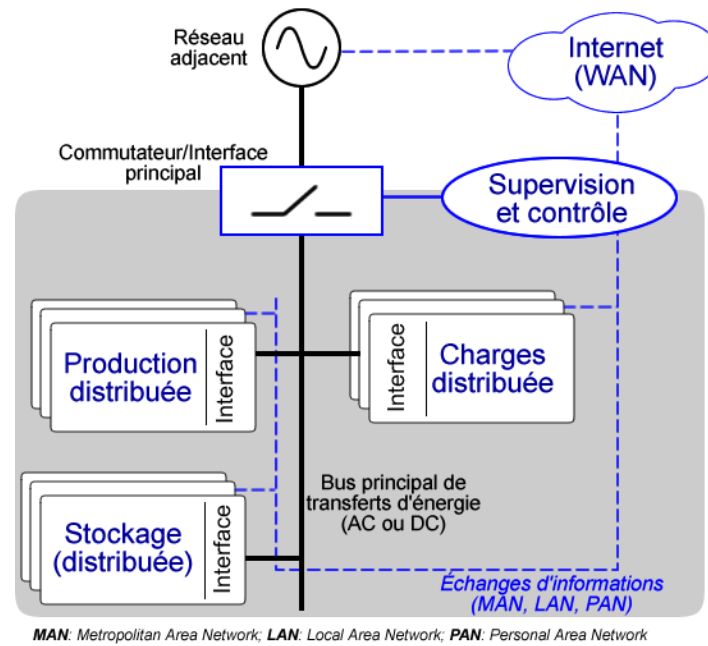 Réseau
adjacent
Internet
(WAN)
Commutateur/Interface
principal
Supervision
et contrôle
Production
distribuée
Interface
Interface
Charges
distribuée
Bus principal de
transferts d'énergie
(AC ou DC)
Stockage
(distribuée)
Interface
Échanges d'informations
(MAN, LAN, PAN)
MAN: Metropolitan Area Network; LAN: Local Area Network; PAN: Personal Area Network